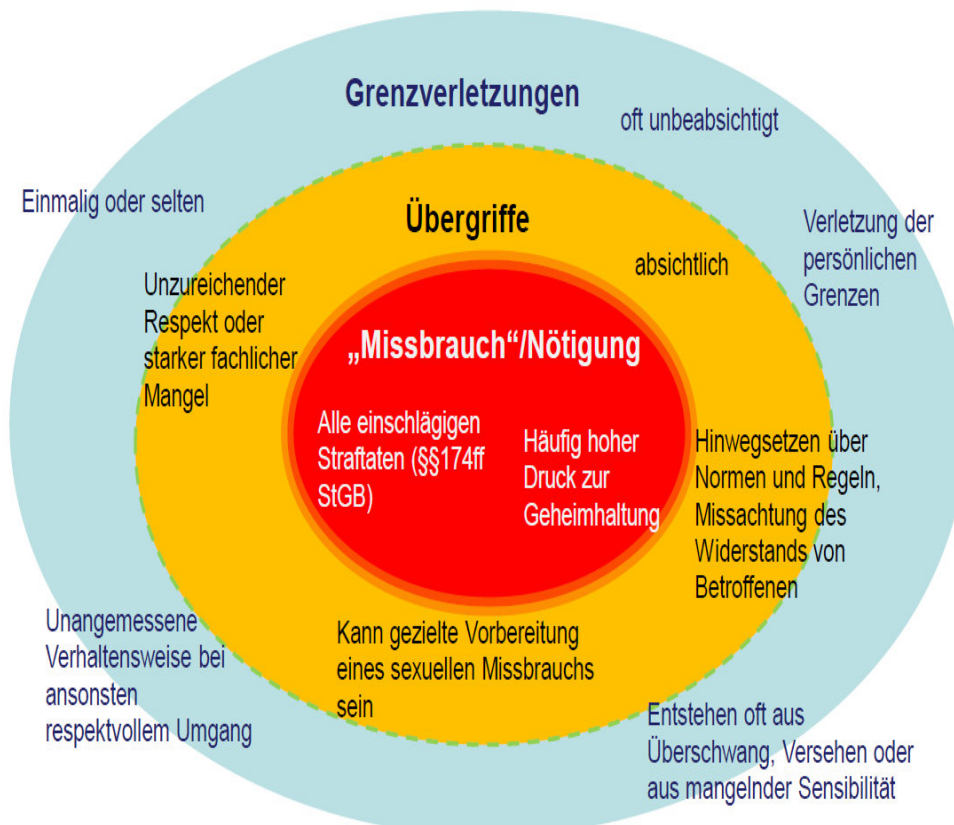 Grenzverletzungen
oft unbeabsichtigt
Einmalig oder selten
Verletzung der
persönlichen
Grenzen
Übergriffe
absichtlich
Unzureichender
Respekt oder
starker fachlicher
Mangel
„Missbrauch“/Nötigung
Alle einschlägigen
Straftaten (§§174ff
StGB)
Häufig hoher
Druck zur
Geheimhaltung
Hinwegsetzen über
Normen und Regeln,
Missachtung des
Widerstands von
Betroffenen
Kann gezielte Vorbereitung
eines sexuellen Missbrauchs
sein
Unangemessene
Verhaltensweise bei
ansonsten
respektvollem Umgang
Entstehen oft aus
Überschwang, Versehen oder
aus mangelnder Sensibilität